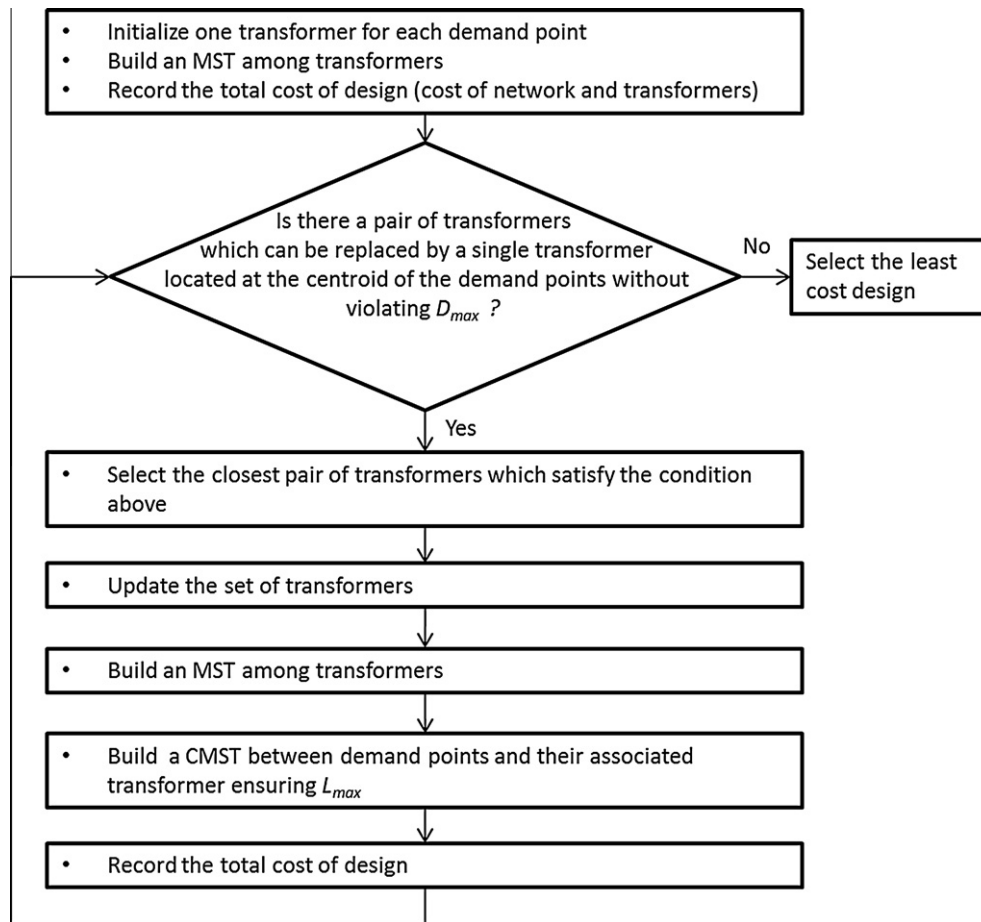 • Initialize one transformer for each demand point
• Build an MST among transformers
• Record the total cost of design (cost of network and transformers)
Is there a pair of transformers
which can be replaced by a single transformer
located at the centroid of the demand points without
violating Dmax ?
No
Select the least
cost design
Yes
• Select the closest pair of transformers which satisfy the condition
above
• Update the set of transformers
• Build an MST among transformers
• Build a CMST between demand points and their associated
transformer ensuring Lmax
• Record the total cost of design